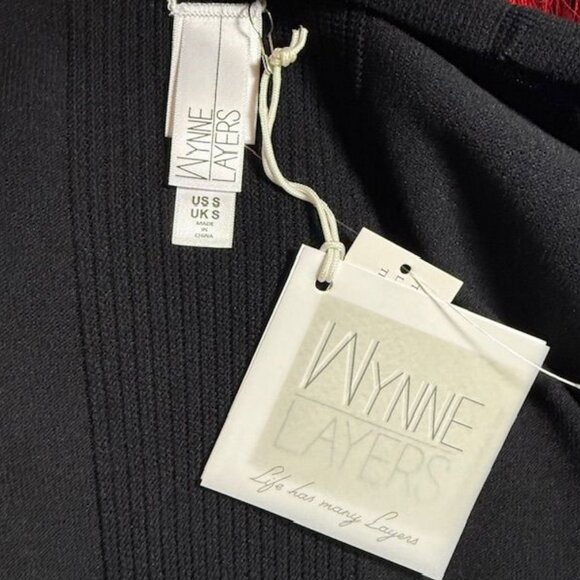 WYNNE
LAYERS
US S
UK S
MADE
IN
CHINA
WYNNE
LAYERS
Life has many Layers